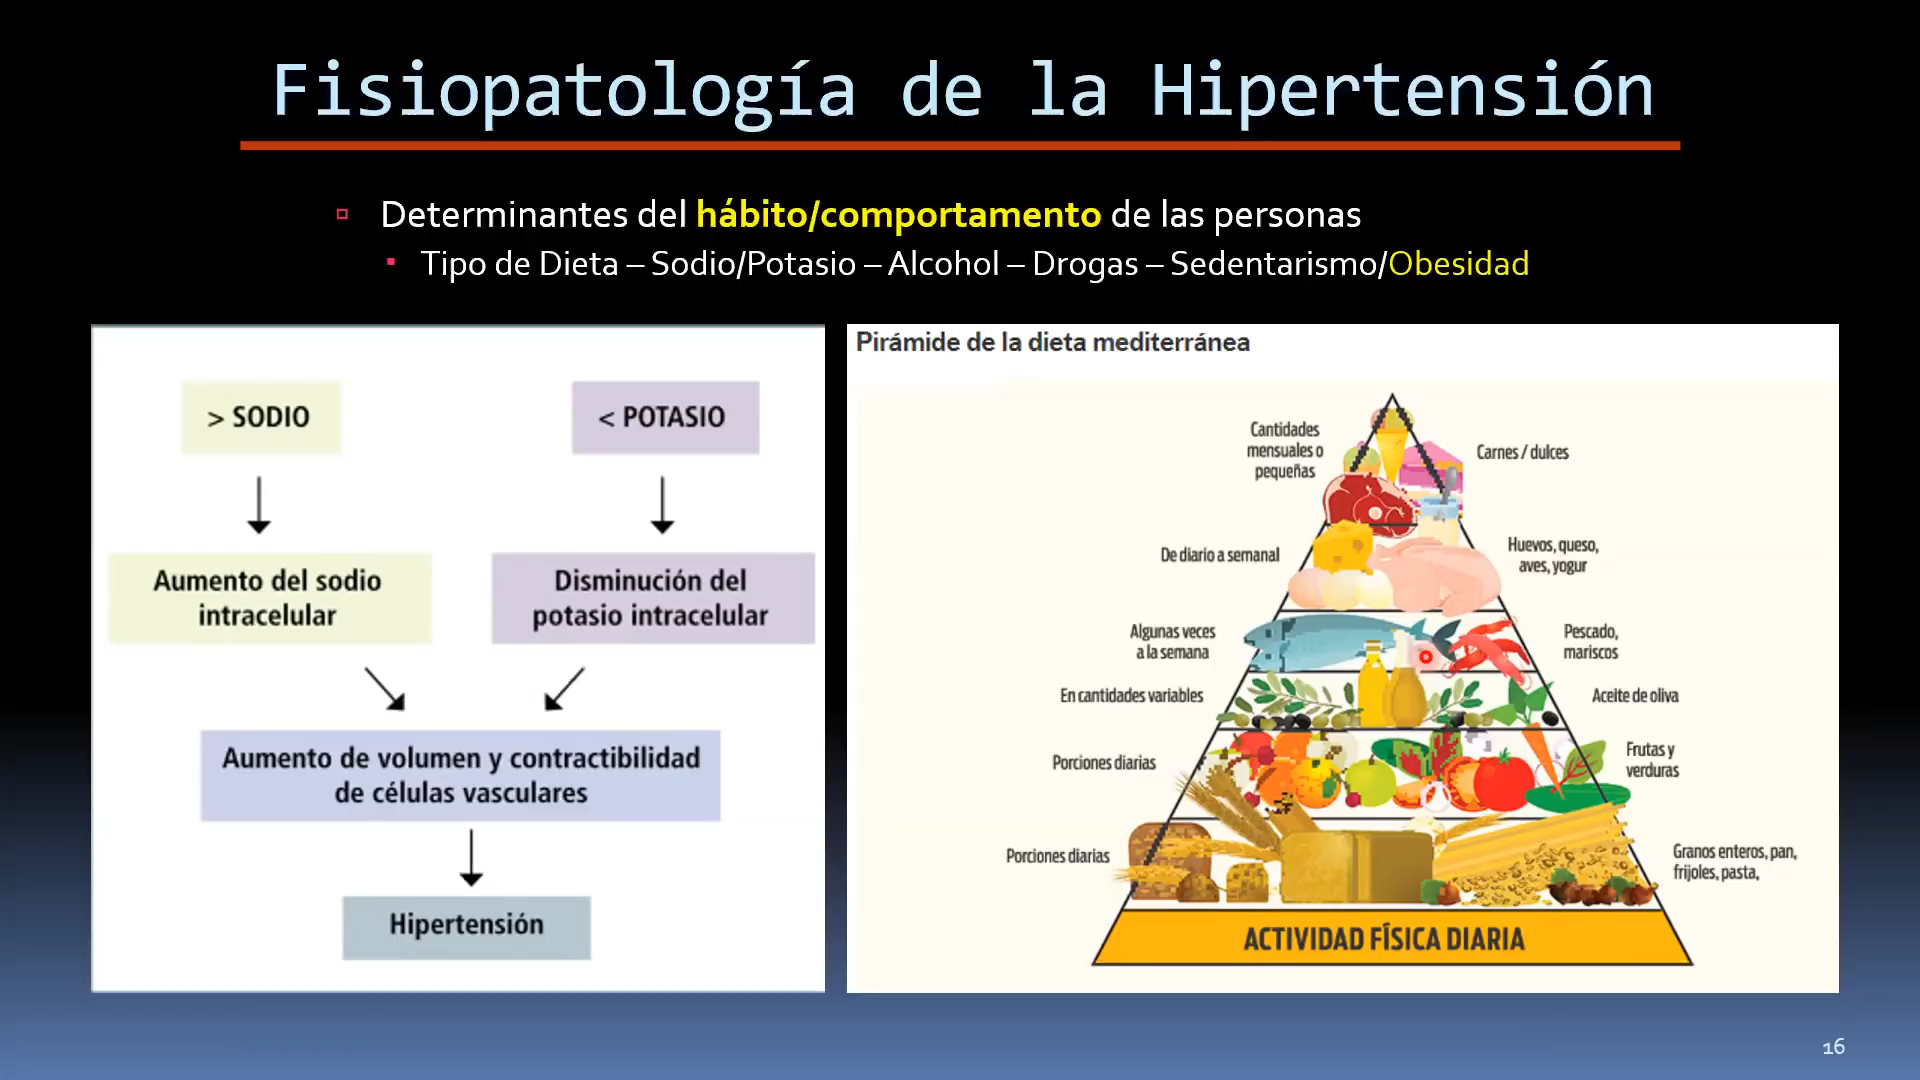 Fisiopatología de la Hipertensión
Determinantes del hábito/comportamento de las personas
Tipo de Dieta – Sodio/Potasio – Alcohol – Drogas – Sedentarismo/Obesidad
> SODIO
< POTASIO
Aumento del sodio
intracelular
Disminución del
potasio intracelular
Aumento de volumen y contractibilidad
de células vasculares
Hipertensión
Pirámide de la dieta mediterránea
Cantidades
mensuales o
pequeñas
Carnes / dulces
De diario a semanal
Huevos, queso,
aves, yogur
Algunas veces
a la semana
Pescado,
mariscos
En cantidades variables
Aceite de oliva
Porciones diarias
Frutas y
verduras
Porciones diarias
Granos enteros, pan,
frijoles, pasta,
ACTIVIDAD FÍSICA DIARIA
16